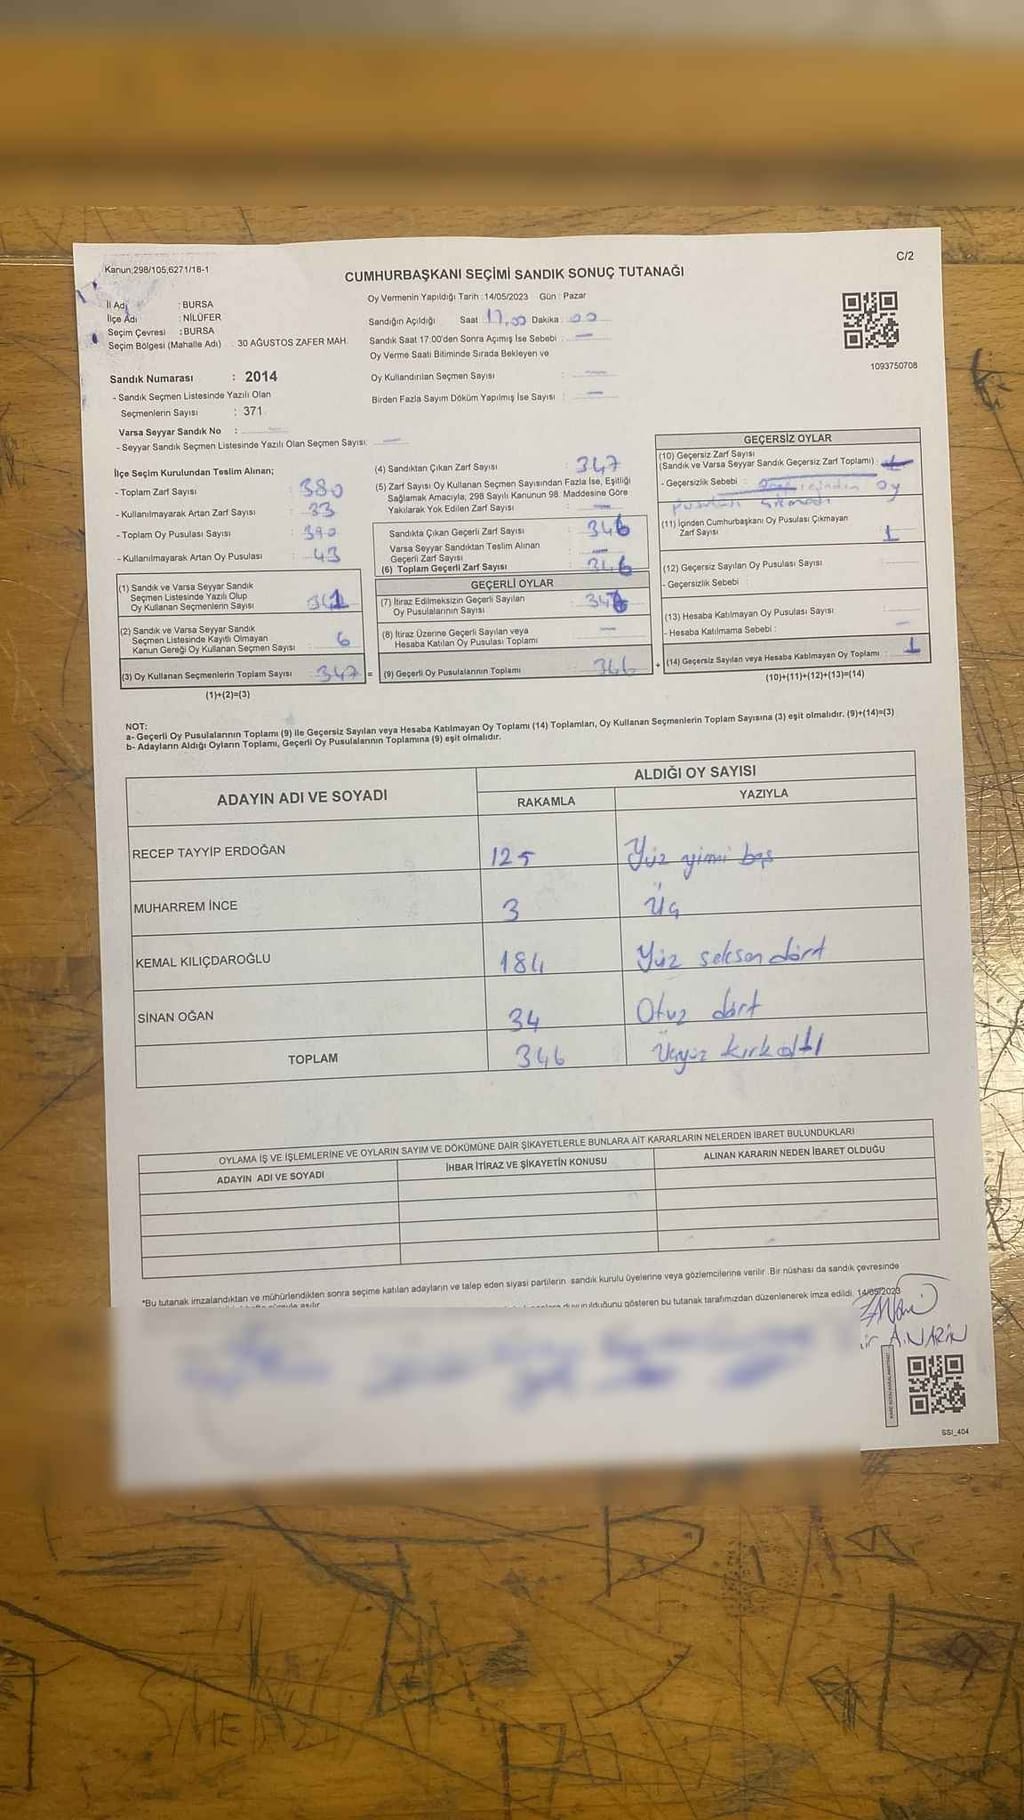 Kanun;298/105,6271/18-1
C/2
CUMHURBAŞKANI SEÇİMİ SANDIK SONUÇ TUTANAĞI
İl Adı : BURSA
İlçe Adı : NİLÜFER
Seçim Çevresi : BURSA
Seçim Bölgesi (Mahalle Adı) : 30 AĞUSTOS ZAFER MAH.
Sandık Numarası : 2014
- Sandık Seçmen Listesinde Yazılı Olan
Seçmenlerin Sayısı : 371
Varsa Seyyar Sandık No : —
- Seyyar Sandık Seçmen Listesinde Yazılı Olan Seçmen Sayısı: —
Oy Vermenin Yapıldığı Tarih : 14/05/2023 Gün : Pazar
Sandığın Açıldığı Saat 17,00 Dakika 00
Sandık Saat 17:00'den Sonra Açımış İse Sebebi : —
Oy Verme Saati Bitiminde Sırada Bekleyen ve
Oy Kullandırılan Seçmen Sayısı : —
Birden Fazla Sayım Döküm Yapılmış İse Sayısı : —
1093750708
İlçe Seçim Kurulundan Teslim Alınan;
- Toplam Zarf Sayısı : 380
- Kullanılmayarak Artan Zarf Sayısı : 33
- Toplam Oy Pusulası Sayısı : 390
- Kullanılmayarak Artan Oy Pusulası : 43
(1) Sandık ve Varsa Seyyar Sandık
Seçmen Listesinde Yazılı Olup
Oy Kullanan Seçmenlerin Sayısı : 341
(2) Sandık ve Varsa Seyyar Sandık
Seçmen Listesinde Kayıtlı Olmayan
Kanun Gereği Oy Kullanan Seçmen Sayısı : 6
(3) Oy Kullanan Seçmenlerin Toplam Sayısı : 347 =
(1)+(2)=(3)
(4) Sandıktan Çıkan Zarf Sayısı : 347
(5) Zarf Sayısı Oy Kullanan Seçmen Sayısından Fazla İse, Eşitliği
Sağlamak Amacıyla, 298 Sayılı Kanunun 98. Maddesine Göre
Yakılarak Yok Edilen Zarf Sayısı : —
Sandıkta Çıkan Geçerli Zarf Sayısı : 346
Varsa Seyyar Sandıktan Teslim Alınan
Geçerli Zarf Sayısı : —
(6) Toplam Geçerli Zarf Sayısı : 346
GEÇERLİ OYLAR
(7) İtiraz Edilmeksizin Geçerli Sayılan
Oy Pusulalarının Sayısı : 346
(8) İtiraz Üzerine Geçerli Sayılan veya
Hesaba Katılan Oy Pusulası Toplamı : —
(9) Geçerli Oy Pusulalarının Toplamı : 346 +
GEÇERSİZ OYLAR
(10) Geçersiz Zarf Sayısı
(Sandık ve Varsa Seyyar Sandık Geçersiz Zarf Toplamı) :
- Geçersizlik Sebebi : oy
pusulası çıkmadı
(11) İçinden Cumhurbaşkanı Oy Pusulası Çıkmayan
Zarf Sayısı : 1
(12) Geçersiz Sayılan Oy Pusulası Sayısı :
- Geçersizlik Sebebi :
(13) Hesaba Katılmayan Oy Pusulası Sayısı :
- Hesaba Katılmama Sebebi : —
(14) Geçersiz Sayılan veya Hesaba Katılmayan Oy Toplamı : 1
(10)+(11)+(12)+(13)=(14)
NOT:
a- Geçerli Oy Pusulalarının Toplamı (9) ile Geçersiz Sayılan veya Hesaba Katılmayan Oy Toplamı (14) Toplamları, Oy Kullanan Seçmenlerin Toplam Sayısına (3) eşit olmalıdır. (9)+(14)=(3)
b- Adayların Aldığı Oyların Toplamı, Geçerli Oy Pusulalarının Toplamına (9) eşit olmalıdır.
ADAYIN ADI VE SOYADI
ALDIĞI OY SAYISI
RAKAMLA YAZIYLA
RECEP TAYYİP ERDOĞAN 125 Yüz yirmi beş
MUHARREM İNCE 3 Üç
KEMAL KILIÇDAROĞLU 184 Yüz seksen dört
SİNAN OĞAN 34 Otuz dört
TOPLAM 346 Üçyüz kırk altı
OYLAMA İŞ VE İŞLEMLERİNE VE OYLARIN SAYIM VE DÖKÜMÜNE DAİR ŞİKAYETLERLE BUNLARA AİT KARARLARIN NELERDEN İBARET BULUNDUKLARI
ADAYIN ADI VE SOYADI İHBAR İTİRAZ VE ŞİKAYETİN KONUSU ALINAN KARARIN NEDEN İBARET OLDUĞU
*Bu tutanak imzalandıktan ve mühürlendikten sonra seçime katılan adayların ve talep eden siyasi partilerin sandık kurulu üyelerine veya gözlemcilerine verilir. Bir nüshası da sandık çevresinde
duyurulduğunu gösteren bu tutanak tarafımızdan düzenlenerek imza edildi. 14/05/2023
A.NARİN
SSI_404